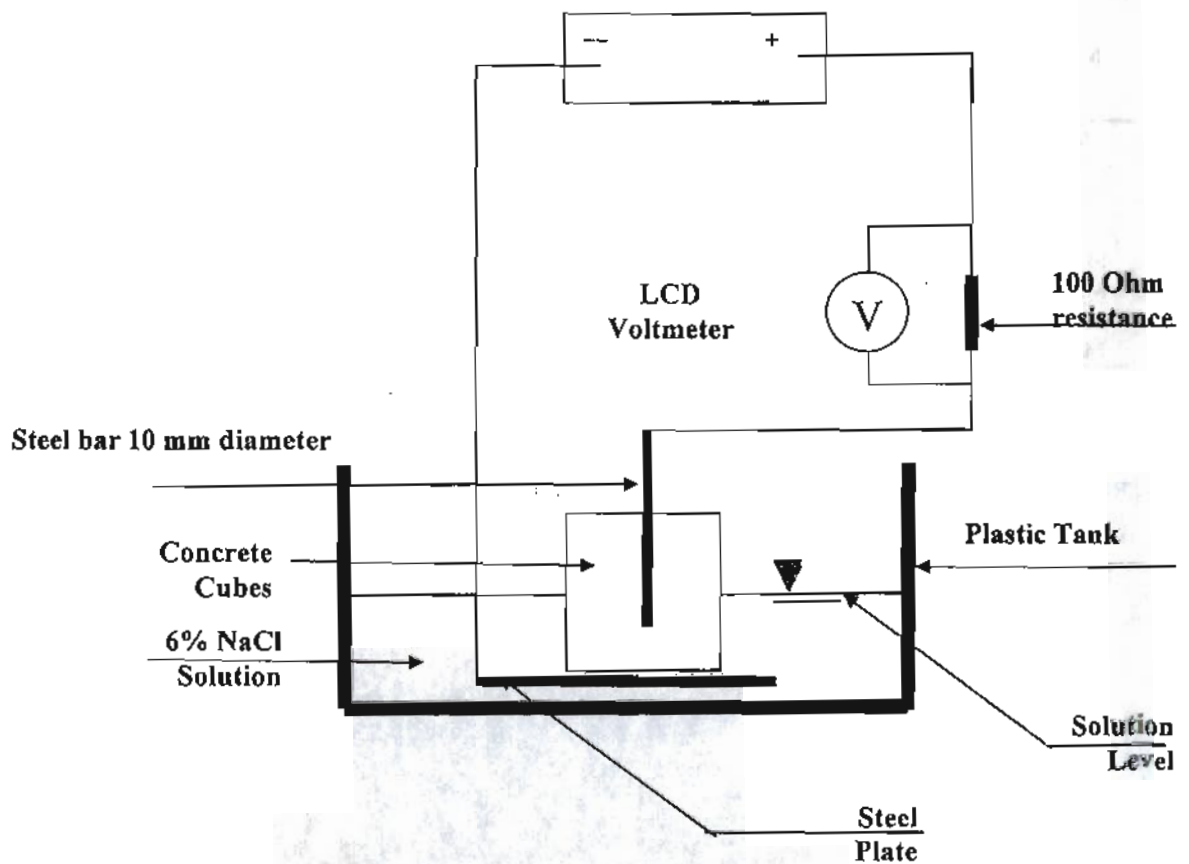 -- +
LCD
Voltmeter
V
100 Ohm
resistance
Steel bar 10 mm diameter
Concrete
Cubes
Plastic Tank
6% NaCl
Solution
Solution
Level
Steel
Plate